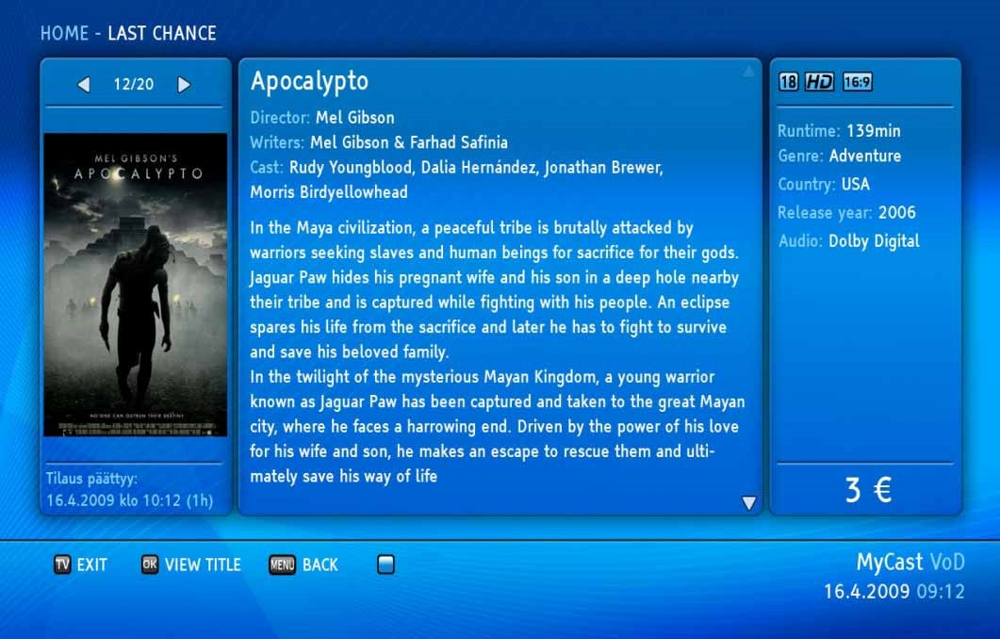 HOME - LAST CHANCE
12/20
MEL GIBSON'S
APOCALYPTO
NO ONE CAN OUTRUN THEIR DESTINY
Tilaus päättyy:
16.4.2009 klo 10:12 (1h)
Apocalypto
Director: Mel Gibson
Writers: Mel Gibson & Farhad Safinia
Cast: Rudy Youngblood, Dalia Hernández, Jonathan Brewer,
Morris Birdyellowhead
In the Maya civilization, a peaceful tribe is brutally attacked by
warriors seeking slaves and human beings for sacrifice for their gods.
Jaguar Paw hides his pregnant wife and his son in a deep hole nearby
their tribe and is captured while fighting with his people. An eclipse
spares his life from the sacrifice and later he has to fight to survive
and save his beloved family.
In the twilight of the mysterious Mayan Kingdom, a young warrior
known as Jaguar Paw has been captured and taken to the great Mayan
city, where he faces a harrowing end. Driven by the power of his love
for his wife and son, he makes an escape to rescue them and ulti-
mately save his way of life
18 HD 16:9
Runtime: 139min
Genre: Adventure
Country: USA
Release year: 2006
Audio: Dolby Digital
3 €
TV EXIT OK VIEW TITLE MENU BACK
MyCast VoD
16.4.2009 09:12